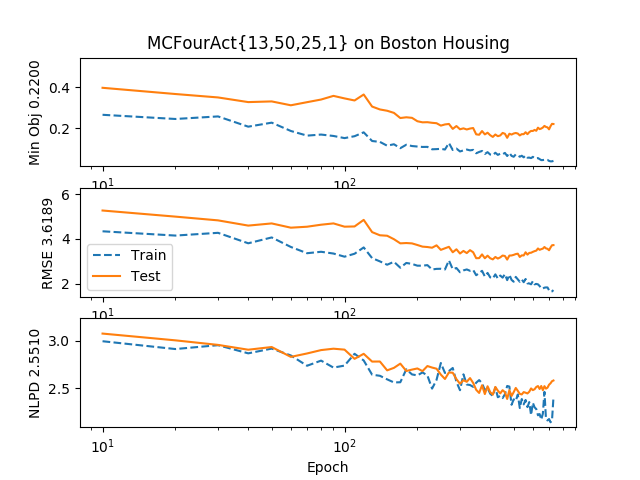 MCFourAct{13,50,25,1} on Boston Housing
Min Obj 0.2200
0.4
0.2
10¹
10²
RMSE 3.6189
6
4
2
Train
Test
10¹
10²
NLPD 2.5510
3.0
2.5
10¹
10²
Epoch